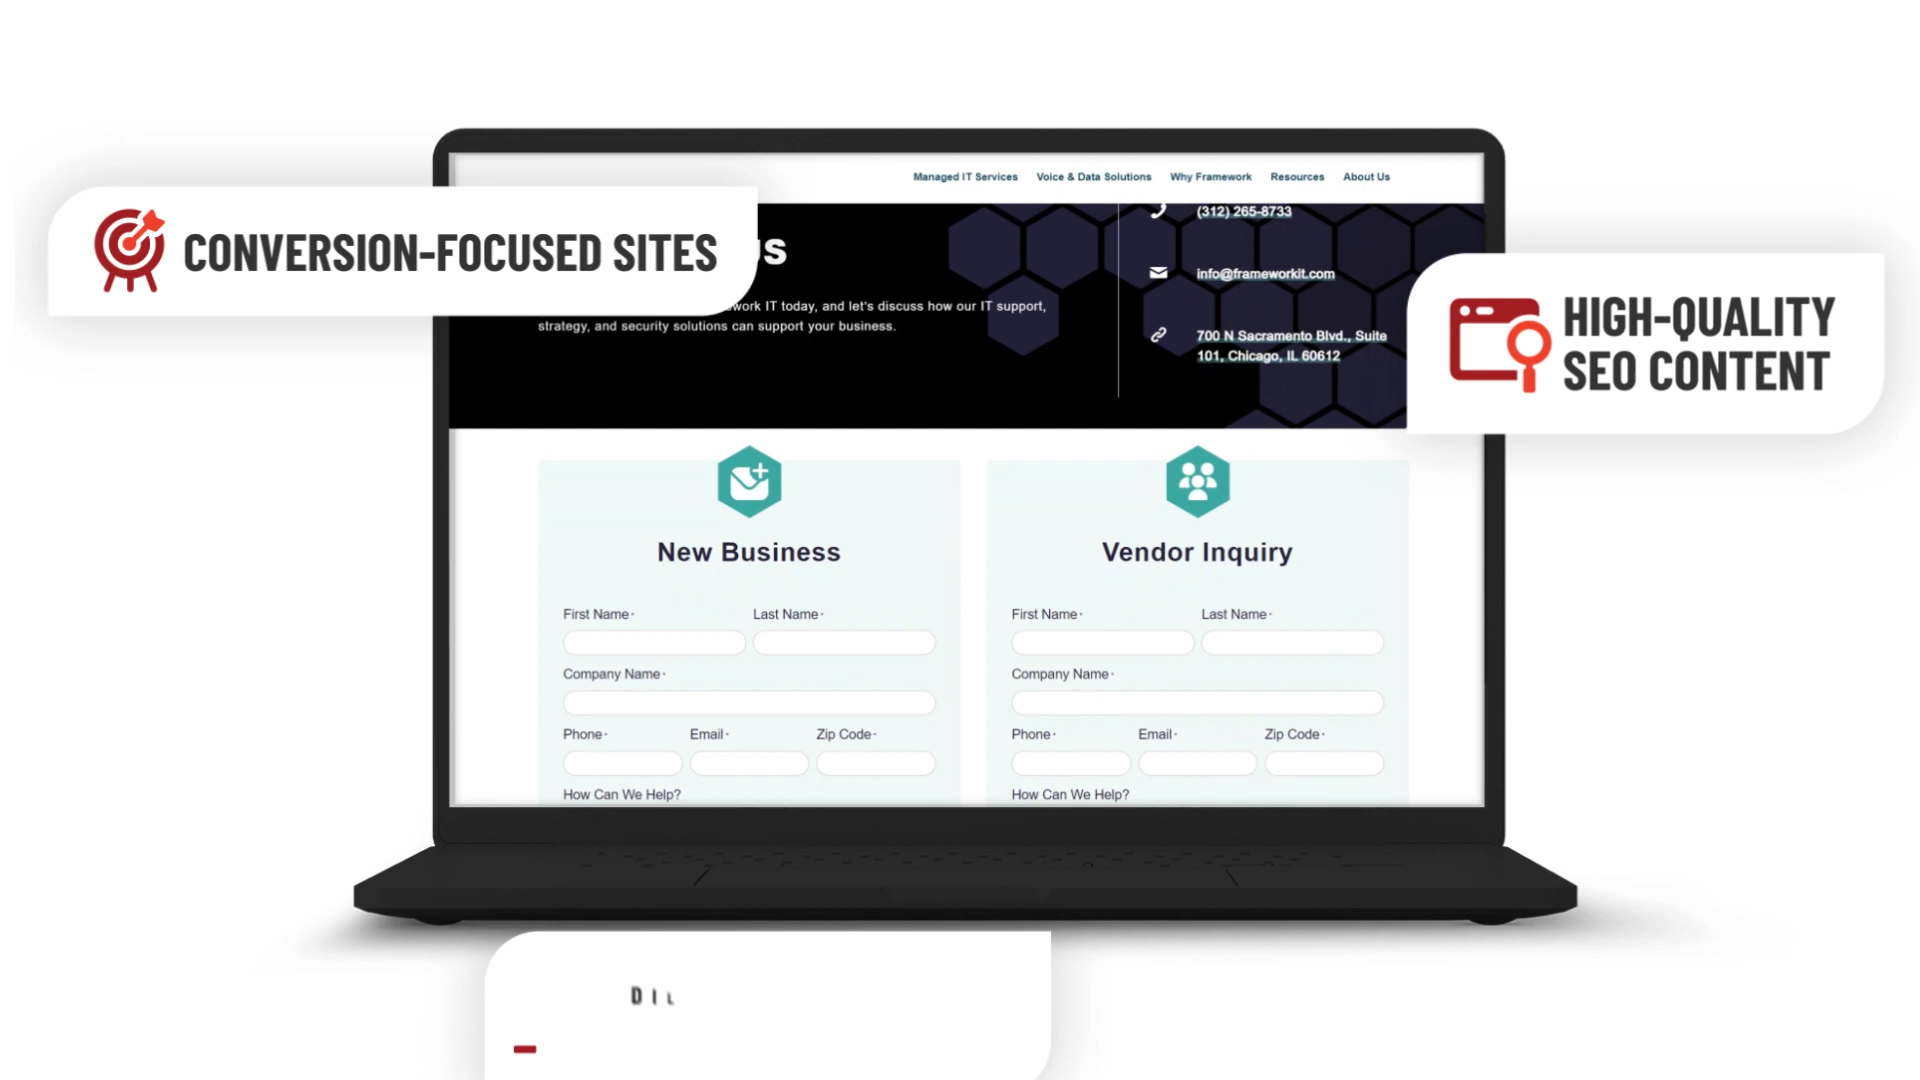 Managed IT Services Voice & Data Solutions Why Framework Resources About Us
CONVERSION-FOCUSED SITES
(312) 265-8733
info@frameworkit.com
IT today, and let's discuss how our IT support,
strategy, and security solutions can support your business.
700 N Sacramento Blvd., Suite
101, Chicago, IL 60612
HIGH-QUALITY
SEO CONTENT
New Business
First Name* Last Name*
Company Name*
Phone* Email* Zip Code*
How Can We Help?
Vendor Inquiry
First Name* Last Name*
Company Name*
Phone* Email* Zip Code*
How Can We Help?